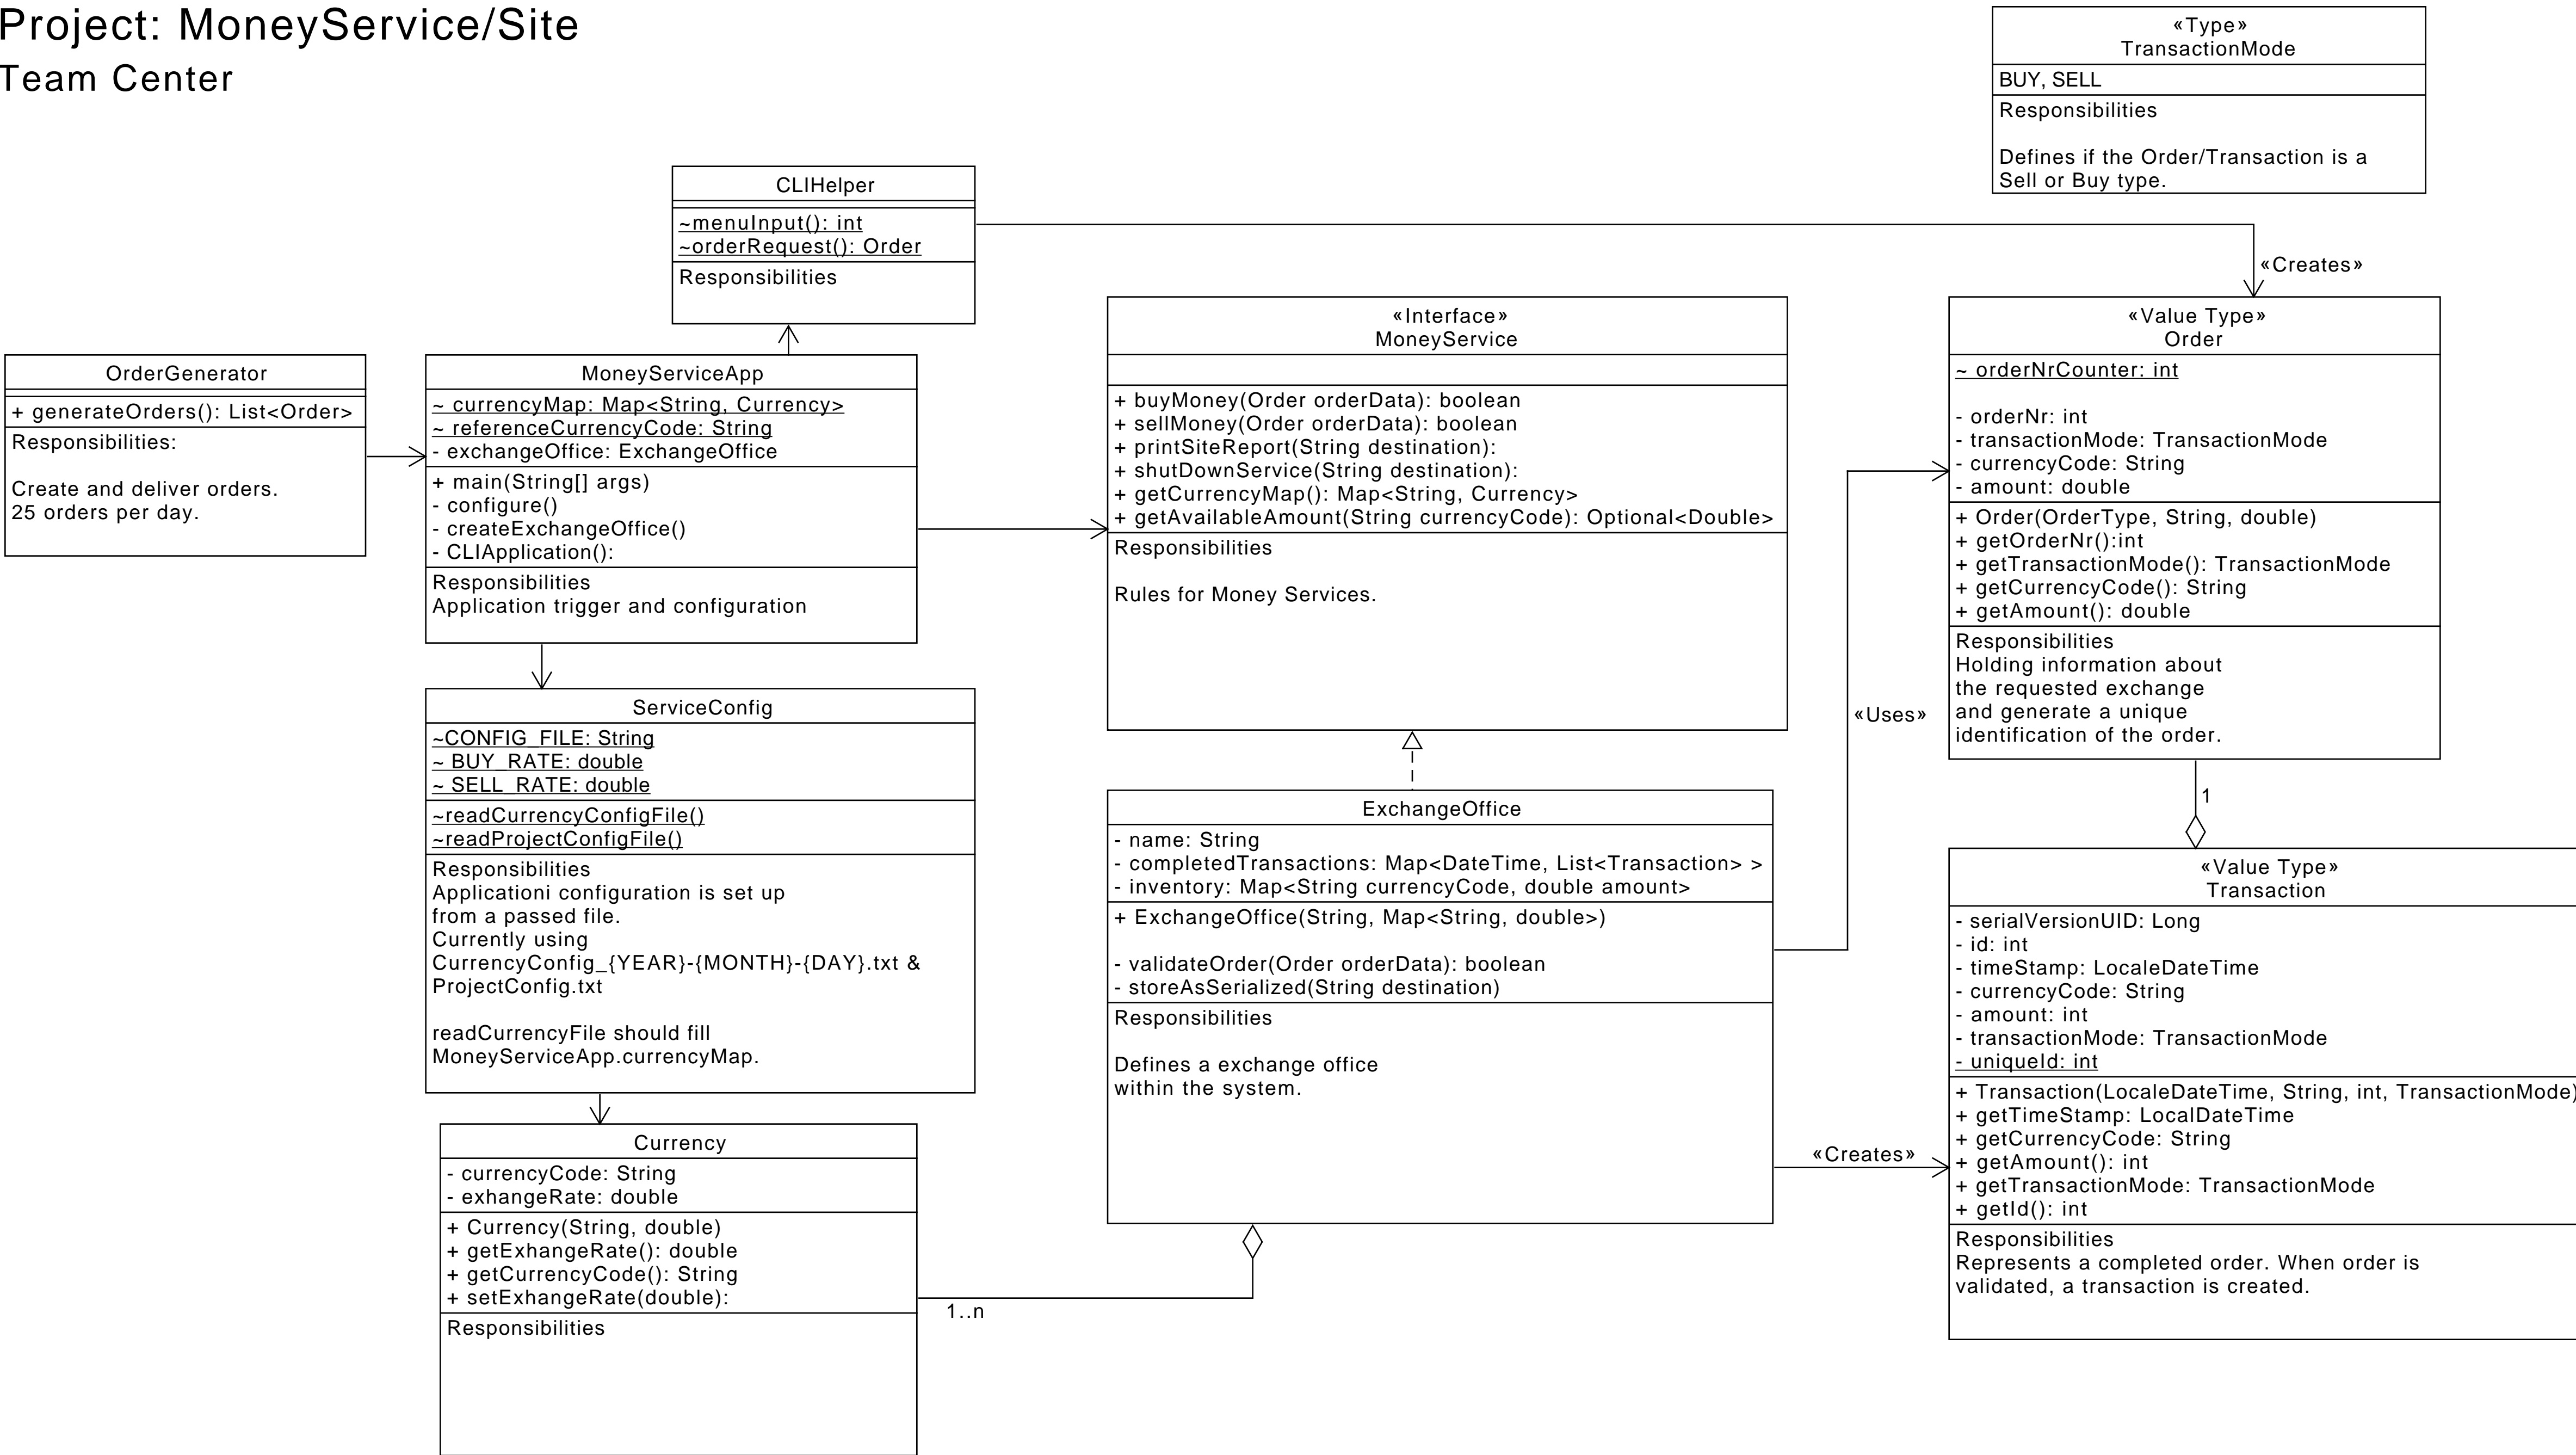 Project: MoneyService/Site
Team Center
«Type»
TransactionMode
BUY, SELL
Responsibilities
Defines if the Order/Transaction is a
Sell or Buy type.
CLIHelper
~menuInput(): int
~orderRequest(): Order
Responsibilities
«Creates»
OrderGenerator
+ generateOrders(): List<Order>
Responsibilities:
Create and deliver orders.
25 orders per day.
MoneyServiceApp
~ currencyMap: Map<String, Currency>
~ referenceCurrencyCode: String
- exchangeOffice: ExchangeOffice
+ main(String[] args)
- configure()
- createExchangeOffice()
- CLIApplication():
Responsibilities
Application trigger and configuration
«Interface»
MoneyService
+ buyMoney(Order orderData): boolean
+ sellMoney(Order orderData): boolean
+ printSiteReport(String destination):
+ shutDownService(String destination):
+ getCurrencyMap(): Map<String, Currency>
+ getAvailableAmount(String currencyCode): Optional<Double>
Responsibilities
Rules for Money Services.
«Value Type»
Order
~ orderNrCounter: int
- orderNr: int
- transactionMode: TransactionMode
- currencyCode: String
- amount: double
+ Order(OrderType, String, double)
+ getOrderNr():int
+ getTransactionMode(): TransactionMode
+ getCurrencyCode(): String
+ getAmount(): double
Responsibilities
Holding information about
the requested exchange
and generate a unique
identification of the order.
«Uses»
1
ServiceConfig
~CONFIG_FILE: String
~ BUY_RATE: double
~ SELL_RATE: double
~readCurrencyConfigFile()
~readProjectConfigFile()
Responsibilities
Applicationi configuration is set up
from a passed file.
Currently using
CurrencyConfig_{YEAR}-{MONTH}-{DAY}.txt &
ProjectConfig.txt
readCurrencyFile should fill
MoneyServiceApp.currencyMap.
ExchangeOffice
- name: String
- completedTransactions: Map<DateTime, List<Transaction> >
- inventory: Map<String currencyCode, double amount>
+ ExchangeOffice(String, Map<String, double>)
- validateOrder(Order orderData): boolean
- storeAsSerialized(String destination)
Responsibilities
Defines a exchange office
within the system.
«Creates»
«Value Type»
Transaction
- serialVersionUID: Long
- id: int
- timeStamp: LocaleDateTime
- currencyCode: String
- amount: int
- transactionMode: TransactionMode
- uniqueId: int
+ Transaction(LocaleDateTime, String, int, TransactionMode)
+ getTimeStamp: LocalDateTime
+ getCurrencyCode: String
+ getAmount(): int
+ getTransactionMode: TransactionMode
+ getId(): int
Responsibilities
Represents a completed order. When order is
validated, a transaction is created.
Currency
- currencyCode: String
- exhangeRate: double
+ Currency(String, double)
+ getExhangeRate(): double
+ getCurrencyCode(): String
+ setExhangeRate(double):
Responsibilities
1..n